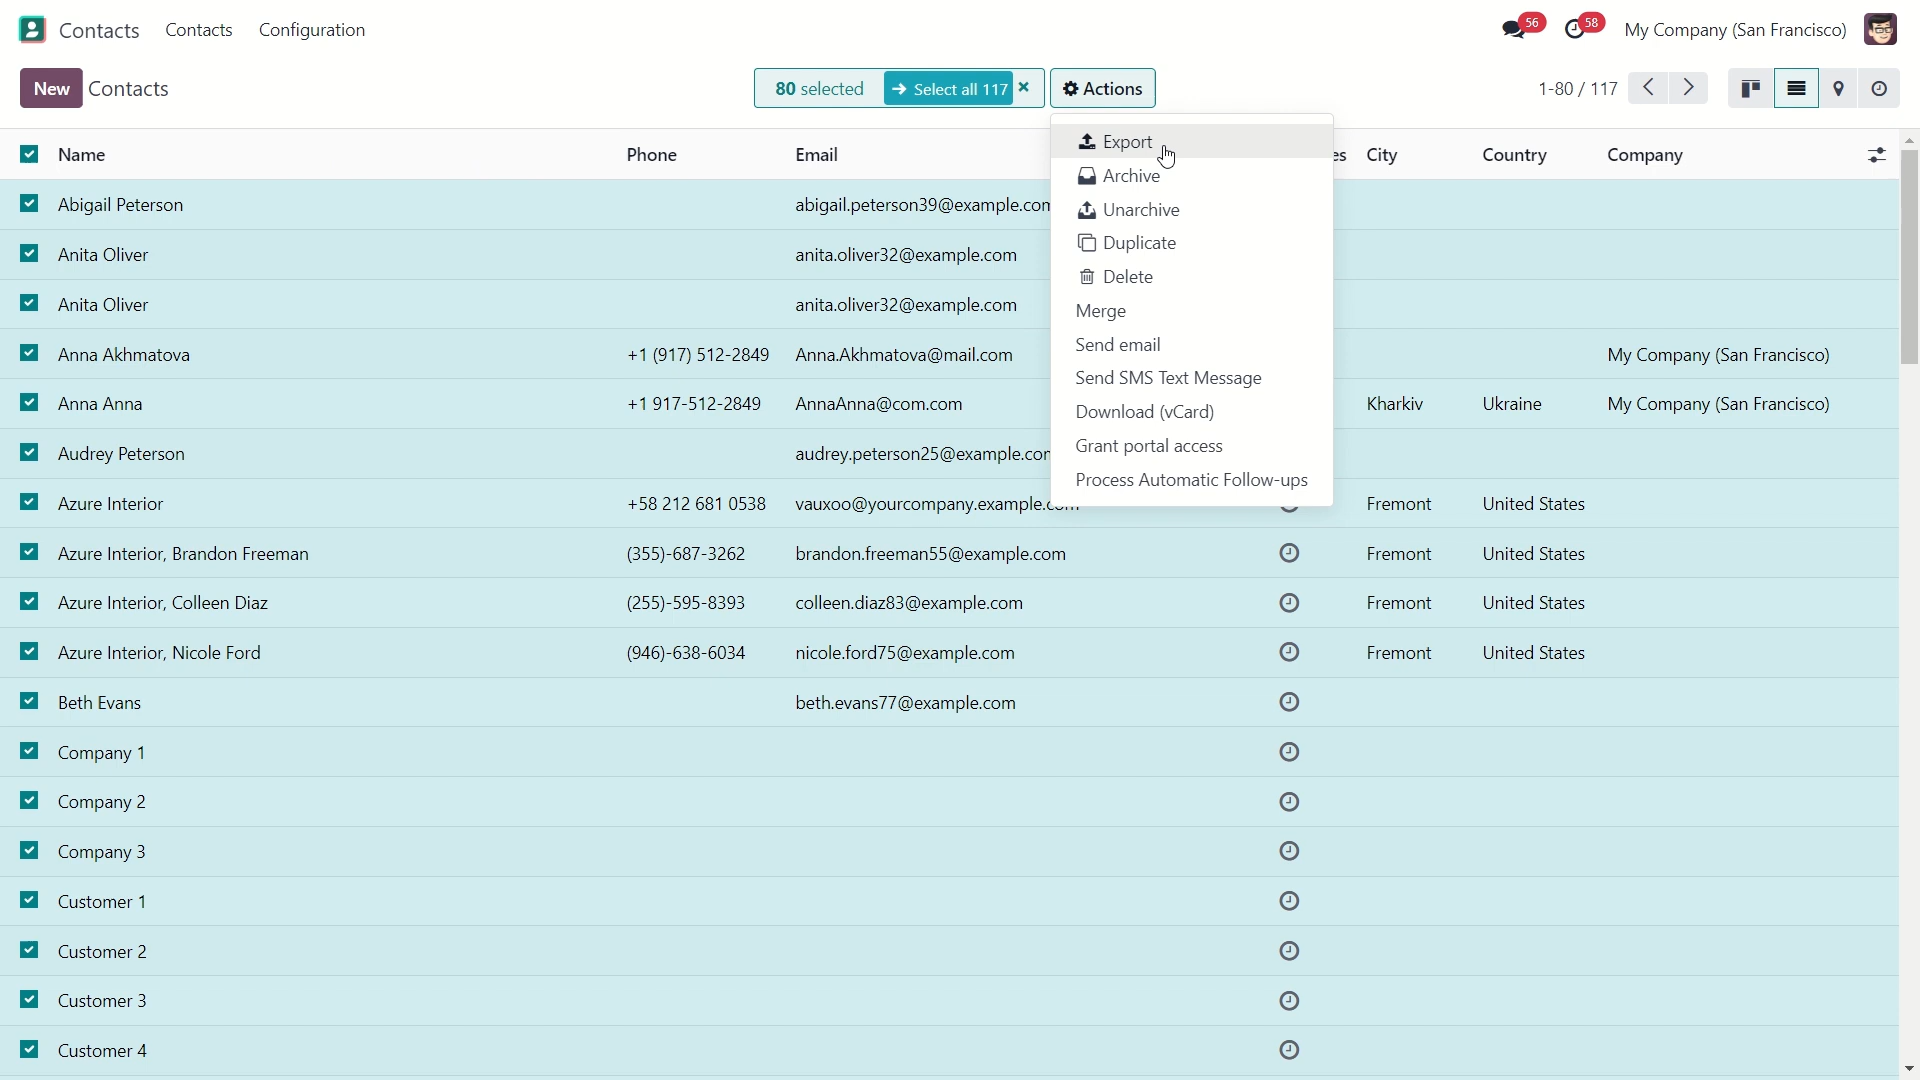 Contacts Contacts Configuration 56 58 My Company (San Francisco)
New Contacts 80 selected Select all 117 × Actions 1-80 / 117
Name Phone Email es City Country Company
Export
Archive
Unarchive
Duplicate
Delete
Merge
Send email
Send SMS Text Message
Download (vCard)
Grant portal access
Process Automatic Follow-ups
Abigail Peterson abigail.peterson39@example.com
Anita Oliver anita.oliver32@example.com
Anita Oliver anita.oliver32@example.com
Anna Akhmatova +1 (917) 512-2849 Anna.Akhmatova@mail.com My Company (San Francisco)
Anna Anna +1 917-512-2849 AnnaAnna@com.com Kharkiv Ukraine My Company (San Francisco)
Audrey Peterson audrey.peterson25@example.com
Azure Interior +58 212 681 0538 vauxoo@yourcompany.example.com Fremont United States
Azure Interior, Brandon Freeman (355)-687-3262 brandon.freeman55@example.com Fremont United States
Azure Interior, Colleen Diaz (255)-595-8393 colleen.diaz83@example.com Fremont United States
Azure Interior, Nicole Ford (946)-638-6034 nicole.ford75@example.com Fremont United States
Beth Evans beth.evans77@example.com
Company 1
Company 2
Company 3
Customer 1
Customer 2
Customer 3
Customer 4